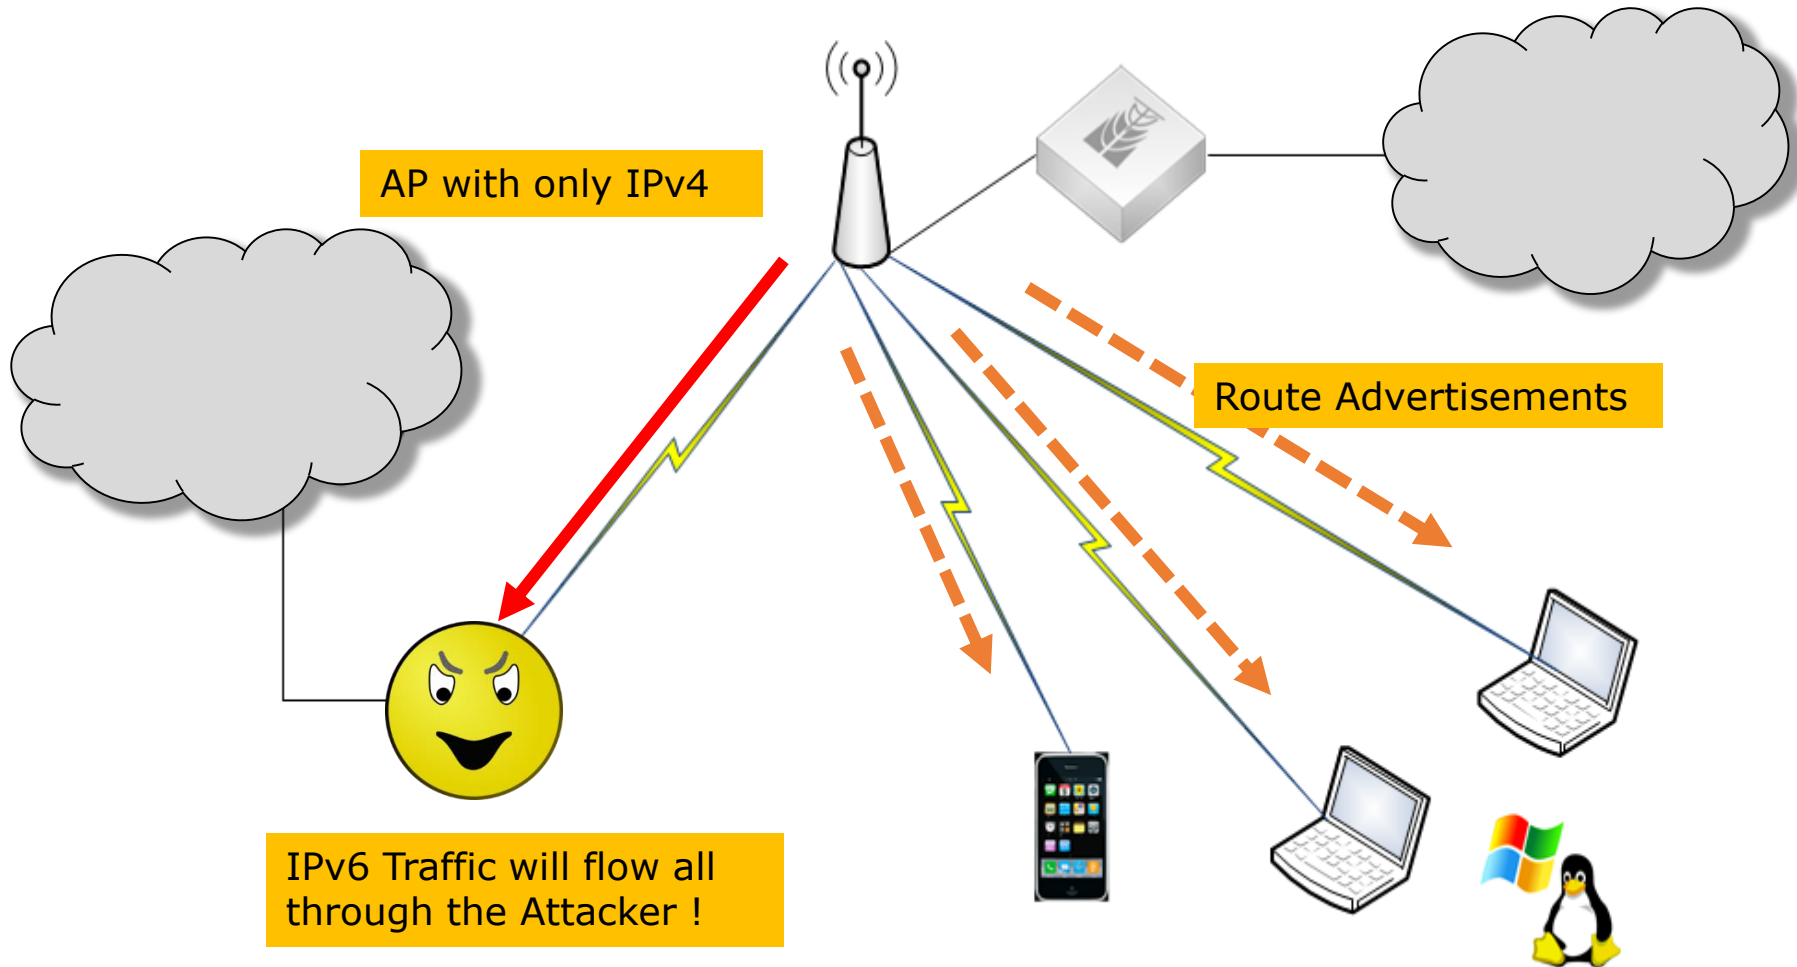 AP with only IPv4
Route Advertisements
IPv6 Traffic will flow all
through the Attacker !